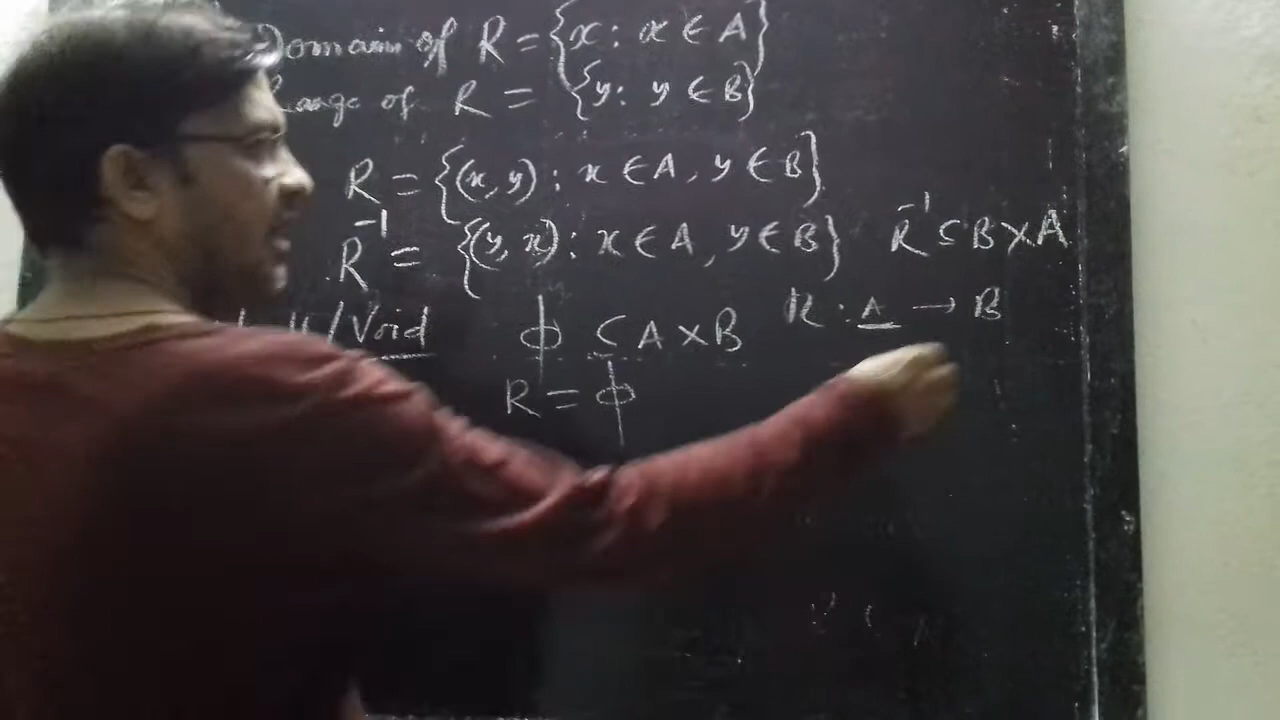 Domain of R = {x : x ∈ A}
Range of R = {y : y ∈ B}
R = {(x, y) : x ∈ A, y ∈ B}
R⁻¹ = {(y, x) : x ∈ A, y ∈ B} R⁻¹ ⊂ B × A
/Void ϕ ⊂ A × B R : A → B
R = ϕ